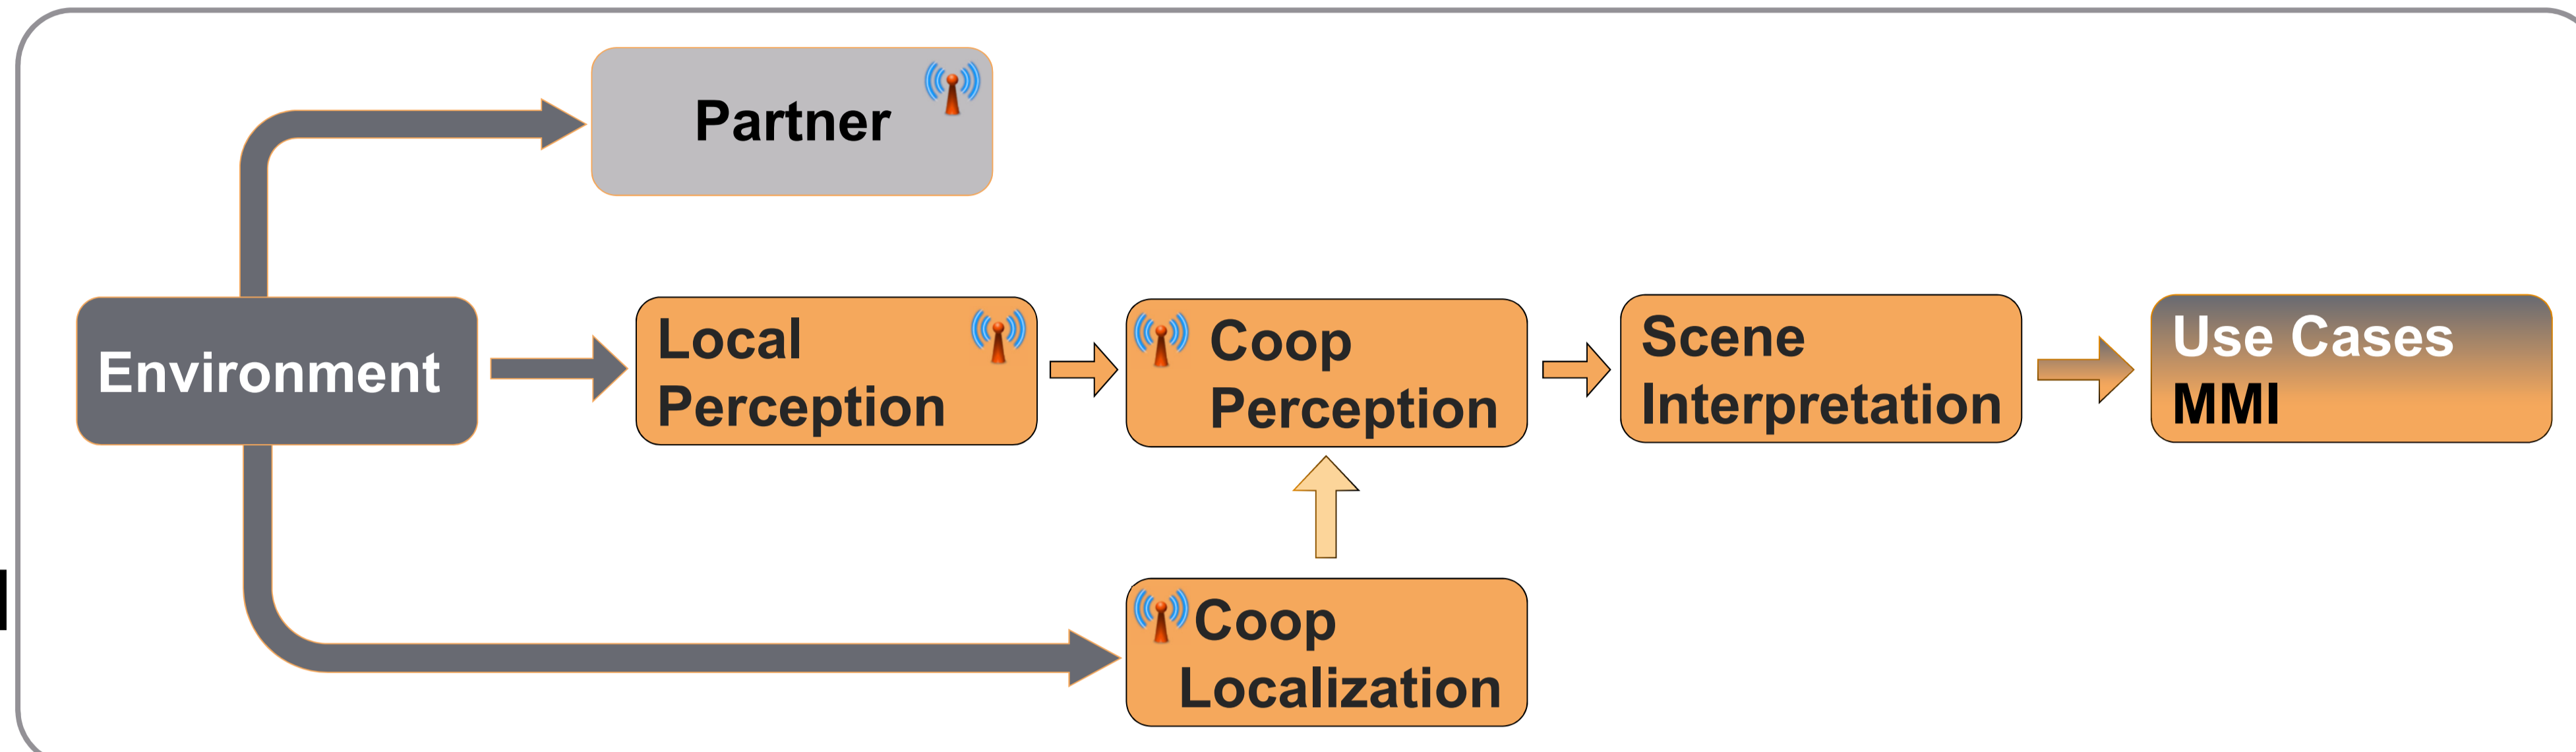 Partner
Environment
Local
Perception
Coop
Perception
Scene
Interpretation
Use Cases
MMI
Coop
Localization